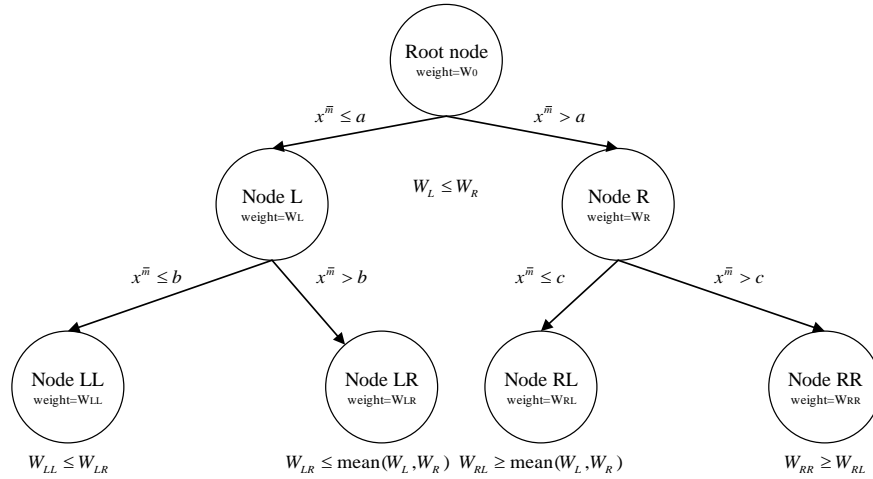 Root node
weight=W0
x^m̄ ≤ a
x^m̄ > a
Node L
weight=WL
W_L ≤ W_R
Node R
weight=WR
x^m̄ ≤ b
x^m̄ > b
x^m̄ ≤ c
x^m̄ > c
Node LL
weight=WLL
Node LR
weight=WLR
Node RL
weight=WRL
Node RR
weight=WRR
W_LL ≤ W_LR
W_LR ≤ mean(W_L, W_R)
W_RL ≥ mean(W_L, W_R)
W_RR ≥ W_RL